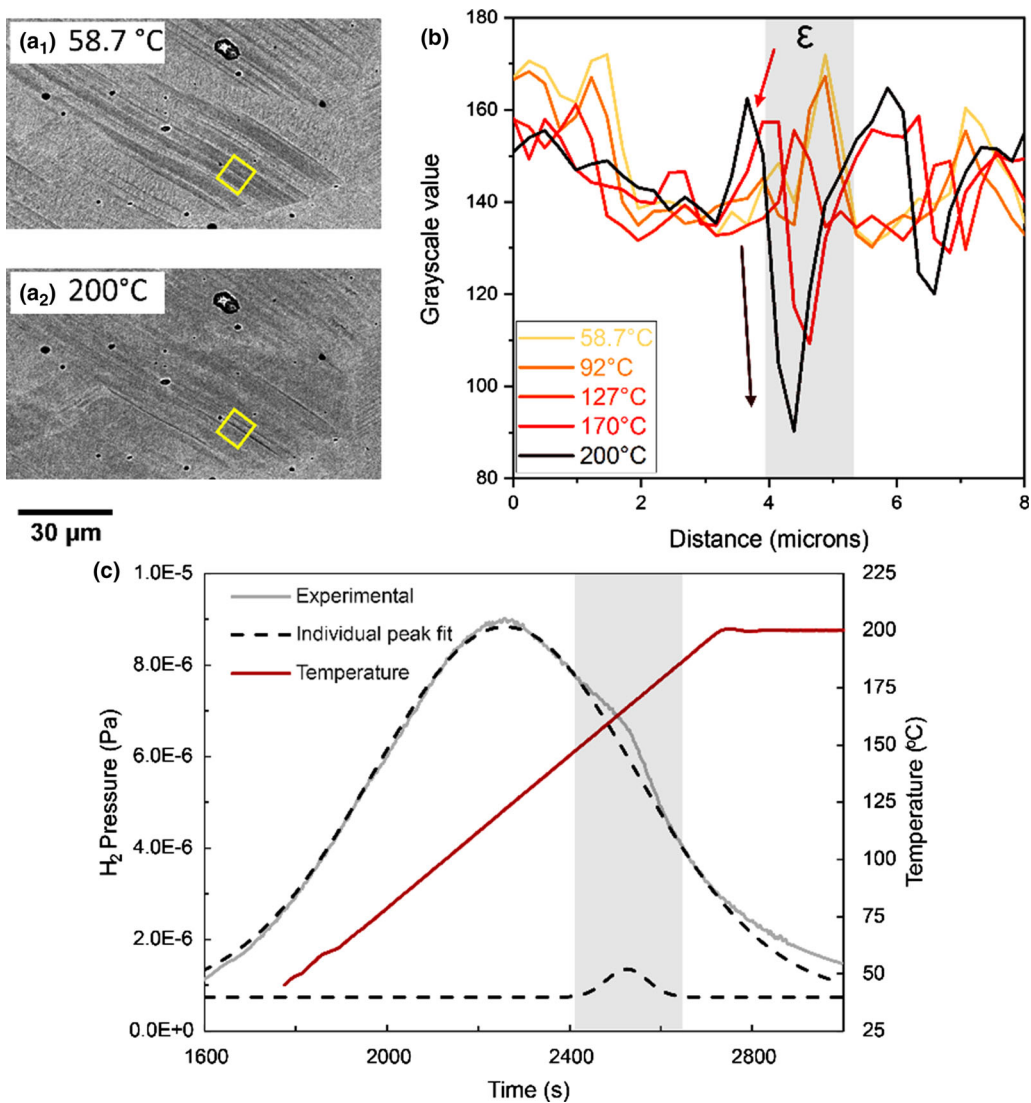 (a₁) 58.7 °C
(a₂) 200°C
30 µm
(b)
ε
180
160
140
120
100
80
Grayscale value
58.7°C
92°C
127°C
170°C
200°C
0 2 4 6 8
Distance (microns)
(c)
1.0E-5
8.0E-6
6.0E-6
4.0E-6
2.0E-6
0.0E+0
H₂ Pressure (Pa)
Experimental
Individual peak fit
Temperature
225
200
175
150
125
100
75
50
25
Temperature (ºC)
1600 2000 2400 2800
Time (s)